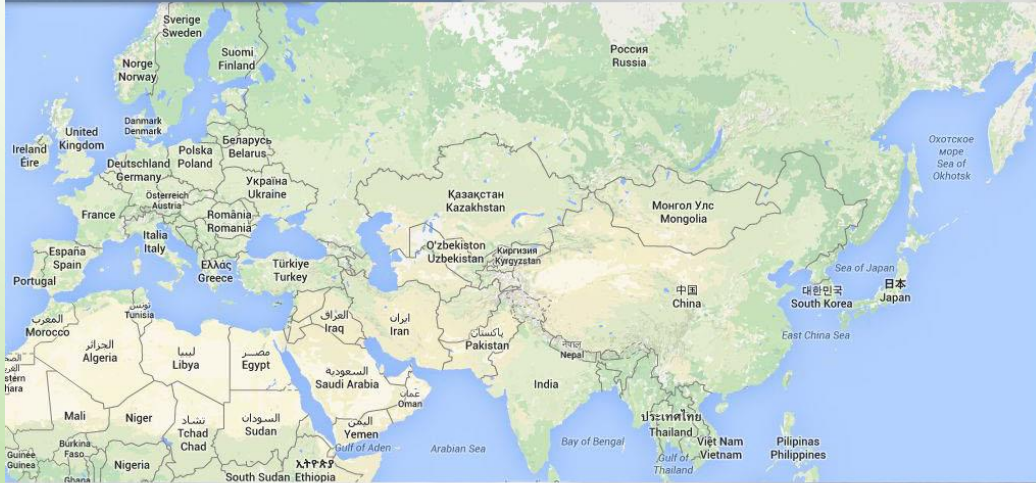 Sverige
Sweden
Norge
Norway
Suomi
Finland
Россия
Russia
Danmark
Denmark
United
Kingdom
Ireland
Éire
Беларусь
Belarus
Polska
Poland
Deutschland
Germany
Охотское
море
Sea of
Okhotsk
Україна
Ukraine
Österreich
Austria
France
România
Romania
Қазақстан
Kazakhstan
Монгол Улс
Mongolia
Italia
Italy
España
Spain
Portugal
Ελλάς
Greece
Türkiye
Turkey
O'zbekiston
Uzbekistan
Киргизия
Kyrgyzstan
中国
China
대한민국
South Korea
Sea of Japan
日本
Japan
تونس
Tunisia
المغرب
Morocco
العراق
Iraq
ایران
Iran
پاکستان
Pakistan
नेपाल
Nepal
East China Sea
الجزائر
Algeria
ليبيا
Libya
مصر
Egypt
السعودية
Saudi Arabia
عمان
Oman
India
stern
hara
Mali
Niger
تشاد
Tchad
Chad
السودان
Sudan
اليمن
Yemen
Gulf of Aden
Arabian Sea
Bay of Bengal
ประเทศไทย
Thailand
Việt Nam
Vietnam
Gulf of
Thailand
Pilipinas
Philippines
Guinée
Guinea
Burkina
Faso
Ghana
Nigeria
South Sudan
ኢትዮጵያ
Ethiopia